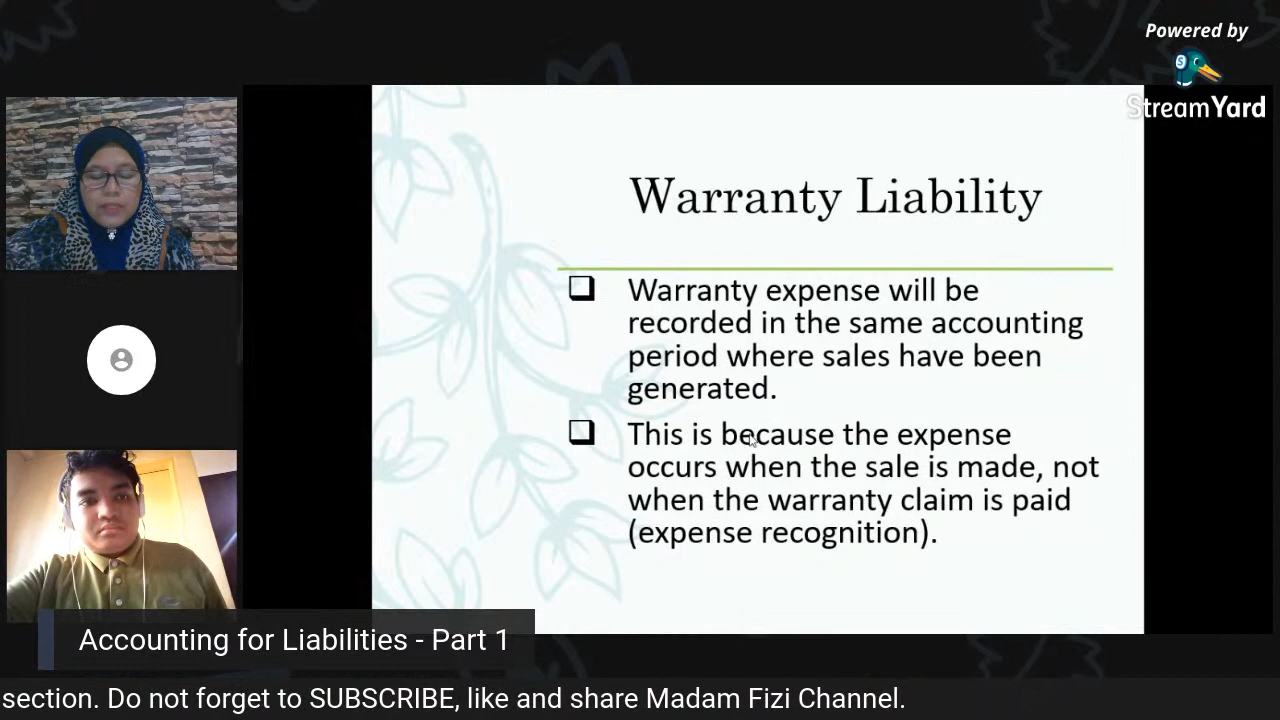 Powered by
StreamYard
Warranty Liability
Warranty expense will be
recorded in the same accounting
period where sales have been
generated.
This is because the expense
occurs when the sale is made, not
when the warranty claim is paid
(expense recognition).
Accounting for Liabilities - Part 1
section. Do not forget to SUBSCRIBE, like and share Madam Fizi Channel.